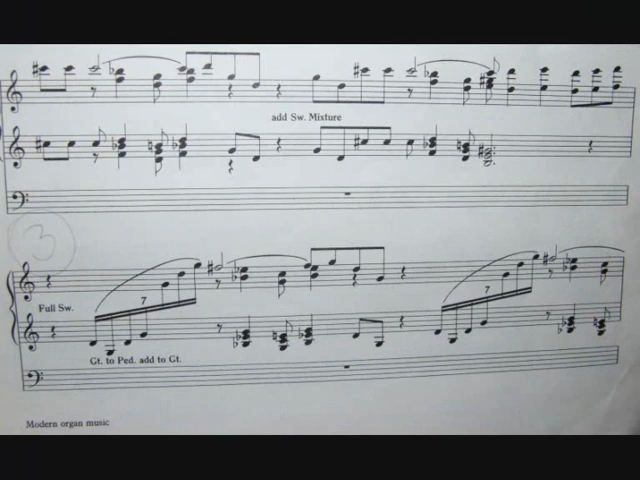 add Sw. Mixture
3
Full Sw.
7
7
Gt. to Ped. add to Gt.
Modern organ music